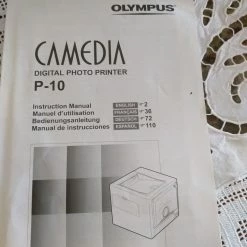 OLYMPUS
CAMEDIA
DIGITAL PHOTO PRINTER
P-10
Instruction Manual ENGLISH 2
Manuel d'utilisation FRANÇAIS 36
Bedienungsanleitung DEUTSCH 72
Manual de instrucciones ESPAÑOL 110